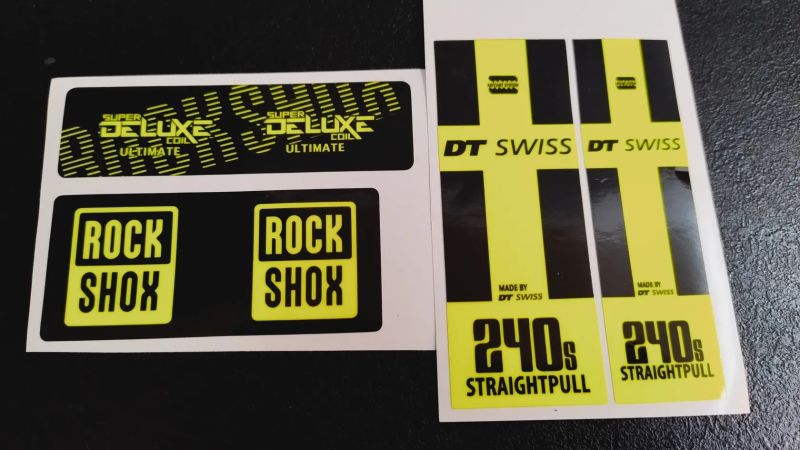 ROCKSHOX
SUPER
DELUXE
COIL
ULTIMATE
SUPER
DELUXE
COIL
ULTIMATE
ROCK
SHOX
ROCK
SHOX
DT SWISS
MADE BY
DT SWISS
240s
STRAIGHTPULL
DT SWISS
MADE BY
DT SWISS
240s
STRAIGHTPULL